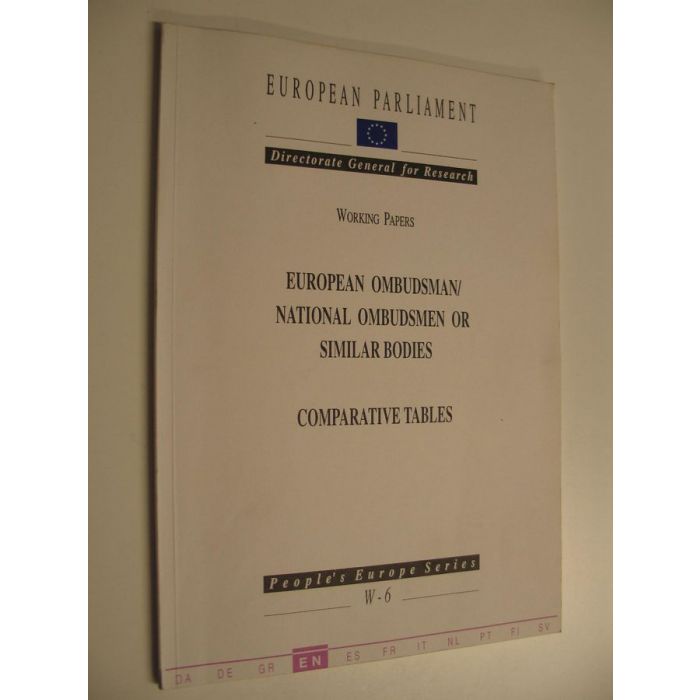 EUROPEAN PARLIAMENT
Directorate General for Research
WORKING PAPERS
EUROPEAN OMBUDSMAN/
NATIONAL OMBUDSMEN OR
SIMILAR BODIES
COMPARATIVE TABLES
People's Europe Series
W-6
DA DE GR EN ES FR IT NL PT FI SV